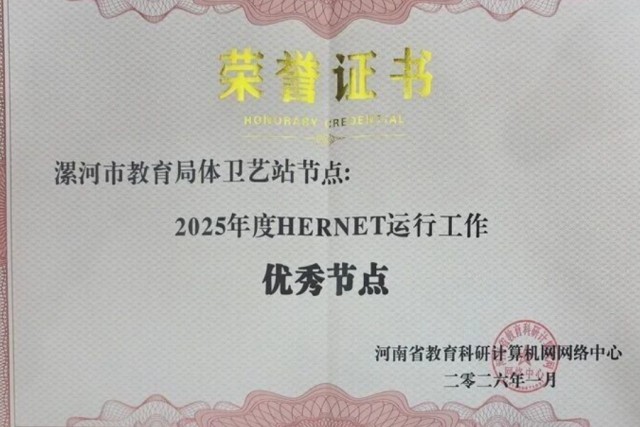 荣誉证书
HONORARY CREDENTIAL
漯河市教育局体卫艺站节点:
2025年度HERNET运行工作
优秀节点
河南省教育科研计算机网网络中心
二零二六年一月